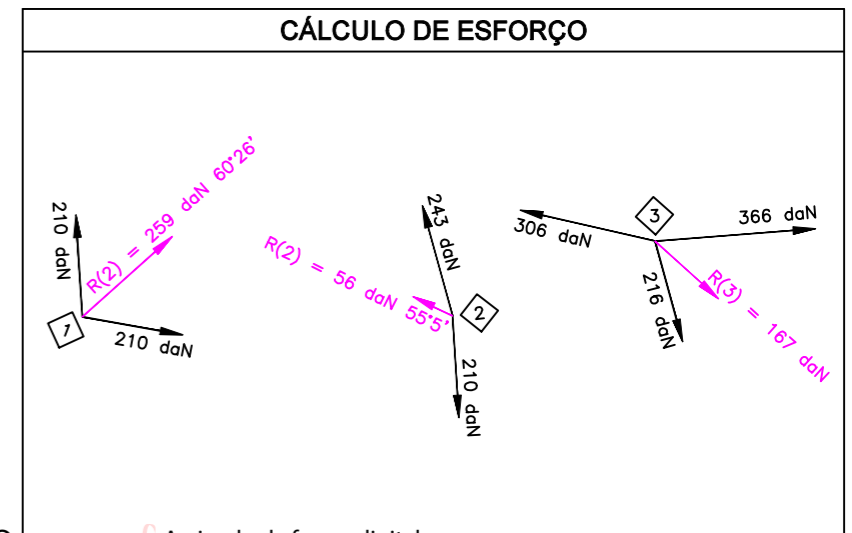 CÁLCULO DE ESFORÇO
210 daN
R(2) = 259 daN 60°26'
1
210 daN
R(2) = 56 daN 55°5'
243 daN
2
210 daN
306 daN
3
366 daN
216 daN
R(3) = 167 daN